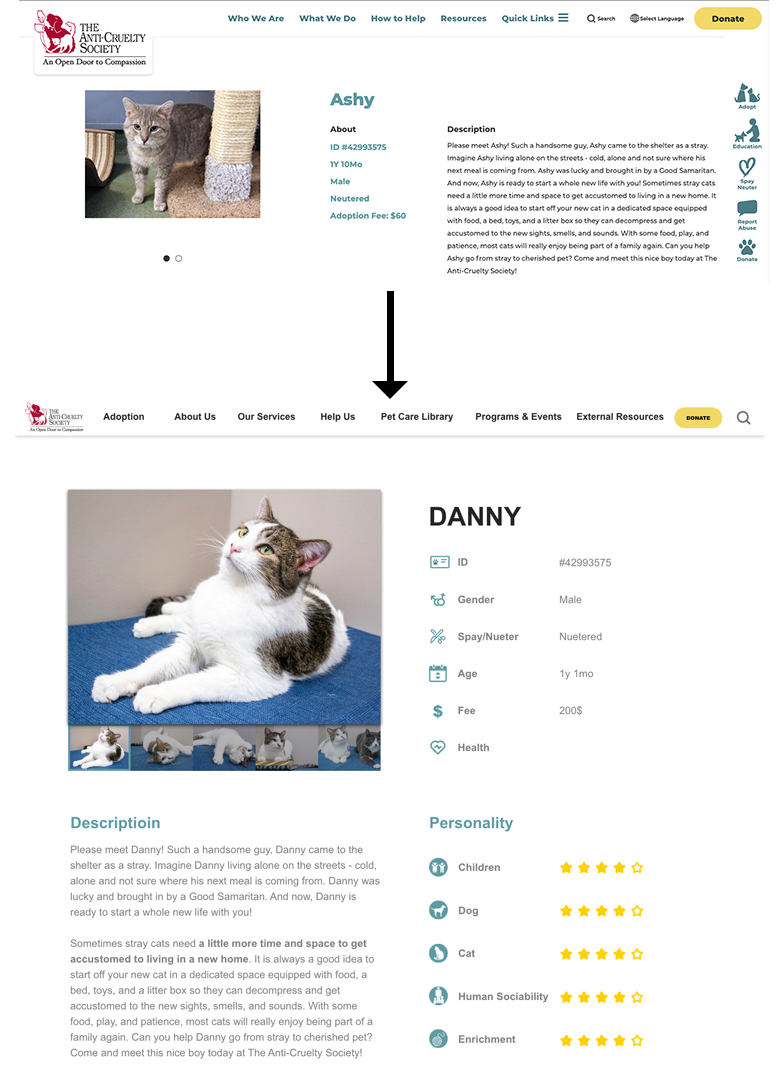 Who We Are What We Do How to Help Resources Quick Links Search Select Language Donate
THE
ANTI-CRUELTY
SOCIETY
An Open Door to Compassion
Ashy
About
ID #42993575
1Y 10Mo
Male
Neutered
Adoption Fee: $60
Description
Please meet Ashy! Such a handsome guy, Ashy came to the shelter as a stray.
Imagine Ashy living alone on the streets - cold, alone and not sure where his
next meal is coming from. Ashy was lucky and brought in by a Good Samaritan.
And now, Ashy is ready to start a whole new life with you! Sometimes stray cats
need a little more time and space to get accustomed to living in a new home. It
is always a good idea to start off your new cat in a dedicated space equipped
with food, a bed, toys, and a litter box so they can decompress and get
accustomed to the new sights, smells, and sounds. With some food, play, and
patience, most cats will really enjoy being part of a family again. Can you help
Ashy go from stray to cherished pet? Come and meet this nice boy today at The
Anti-Cruelty Society!
Adopt
Education
Spay
Neuter
Report
Abuse
Donate
THE
ANTI-CRUELTY
SOCIETY
An Open Door to Compassion
Adoption About Us Our Services Help Us Pet Care Library Programs & Events External Resources DONATE
DANNY
ID #42993575
Gender Male
Spay/Nueter Nuetered
Age 1y 1mo
Fee 200$
Health
Descriptioin
Please meet Danny! Such a handsome guy, Danny came to the
shelter as a stray. Imagine Danny living alone on the streets - cold,
alone and not sure where his next meal is coming from. Danny was
lucky and brought in by a Good Samaritan. And now, Danny is
ready to start a whole new life with you!
Sometimes stray cats need a little more time and space to get
accustomed to living in a new home. It is always a good idea to
start off your new cat in a dedicated space equipped with food, a
bed, toys, and a litter box so they can decompress and get
accustomed to the new sights, smells, and sounds. With some
food, play, and patience, most cats will really enjoy being part of a
family again. Can you help Danny go from stray to cherished pet?
Come and meet this nice boy today at The Anti-Cruelty Society!
Personality
Children
Dog
Cat
Human Sociability
Enrichment